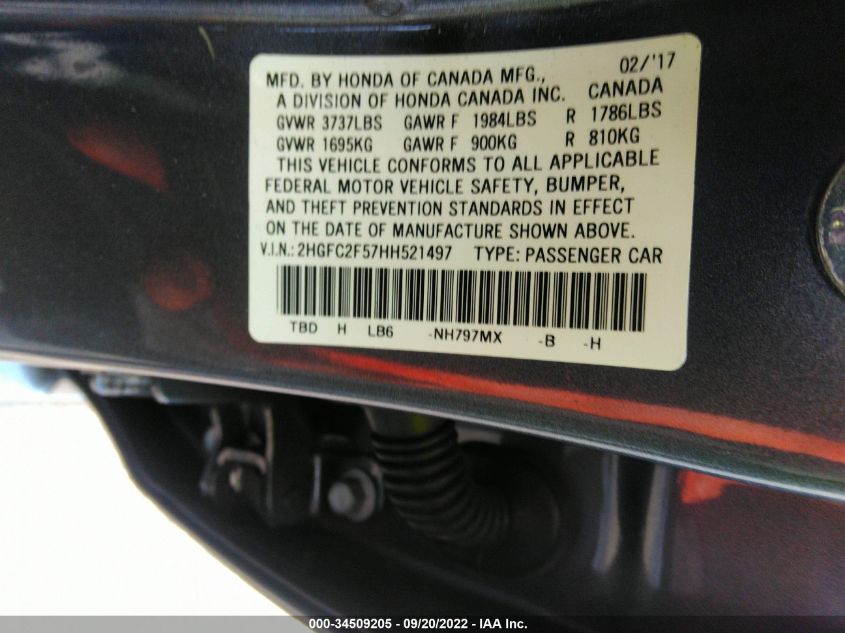 02/'17
MFD. BY HONDA OF CANADA MFG.,
A DIVISION OF HONDA CANADA INC. CANADA
GVWR 3737LBS GAWR F 1984LBS R 1786LBS
GVWR 1695KG GAWR F 900KG R 810KG
THIS VEHICLE CONFORMS TO ALL APPLICABLE
FEDERAL MOTOR VEHICLE SAFETY, BUMPER,
AND THEFT PREVENTION STANDARDS IN EFFECT
ON THE DATE OF MANUFACTURE SHOWN ABOVE.
V.I.N.: 2HGFC2F57HH521497 TYPE: PASSENGER CAR
TBD H LB6 -NH797MX -B -H
000-34509205 - 09/20/2022 - IAA Inc.